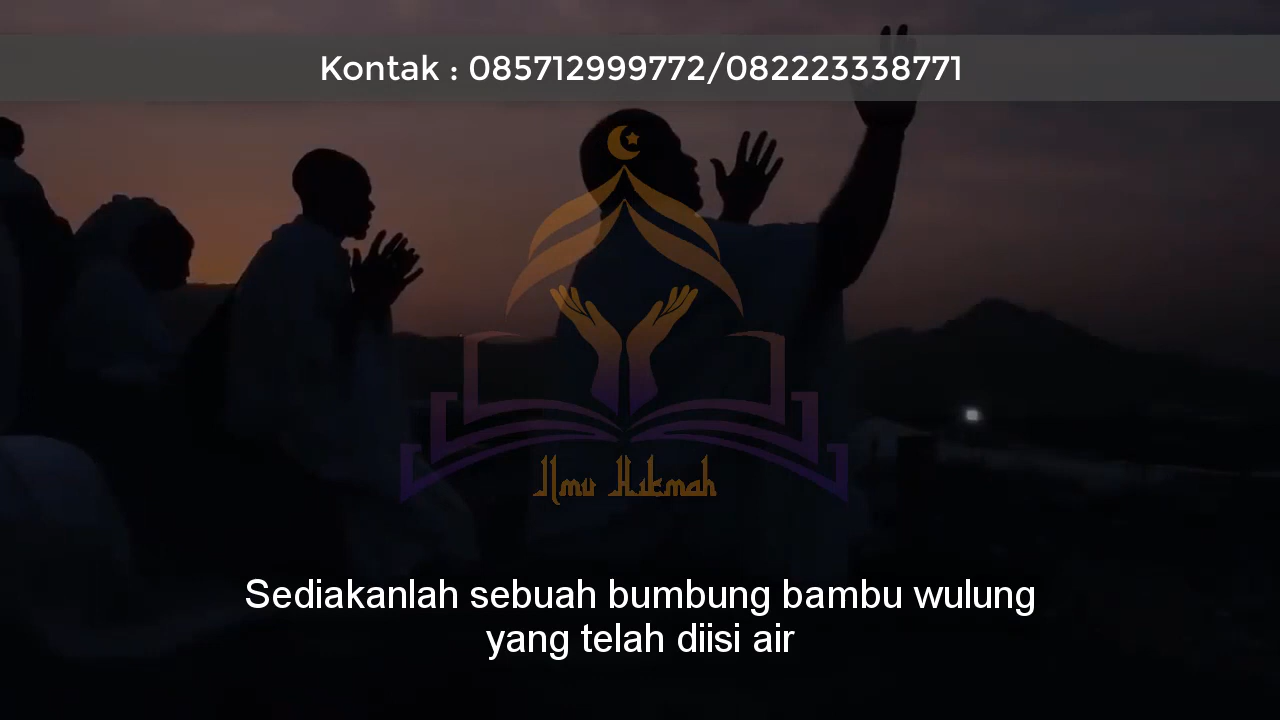 Kontak : 085712999772/082223338771
Ilmu Hikmah
Sediakanlah sebuah bumbung bambu wulung
yang telah diisi air